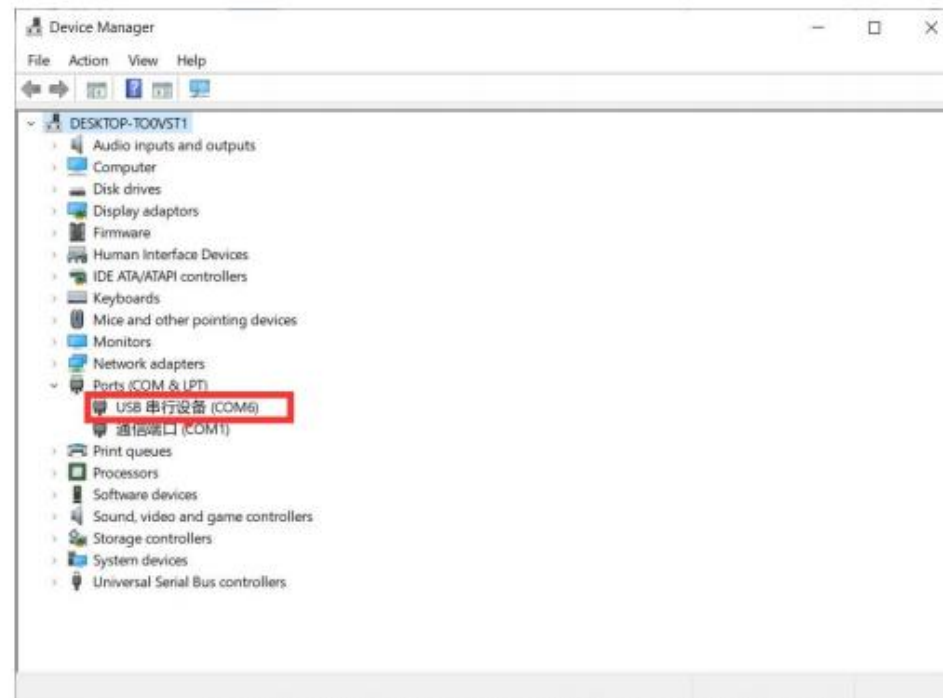 Device Manager
File Action View Help
DESKTOP-TO0VST1
Audio inputs and outputs
Computer
Disk drives
Display adaptors
Firmware
Human Interface Devices
IDE ATA/ATAPI controllers
Keyboards
Mice and other pointing devices
Monitors
Network adapters
Ports (COM & LPT)
USB 串行设备 (COM6)
通信端口 (COM1)
Print queues
Processors
Software devices
Sound, video and game controllers
Storage controllers
System devices
Universal Serial Bus controllers